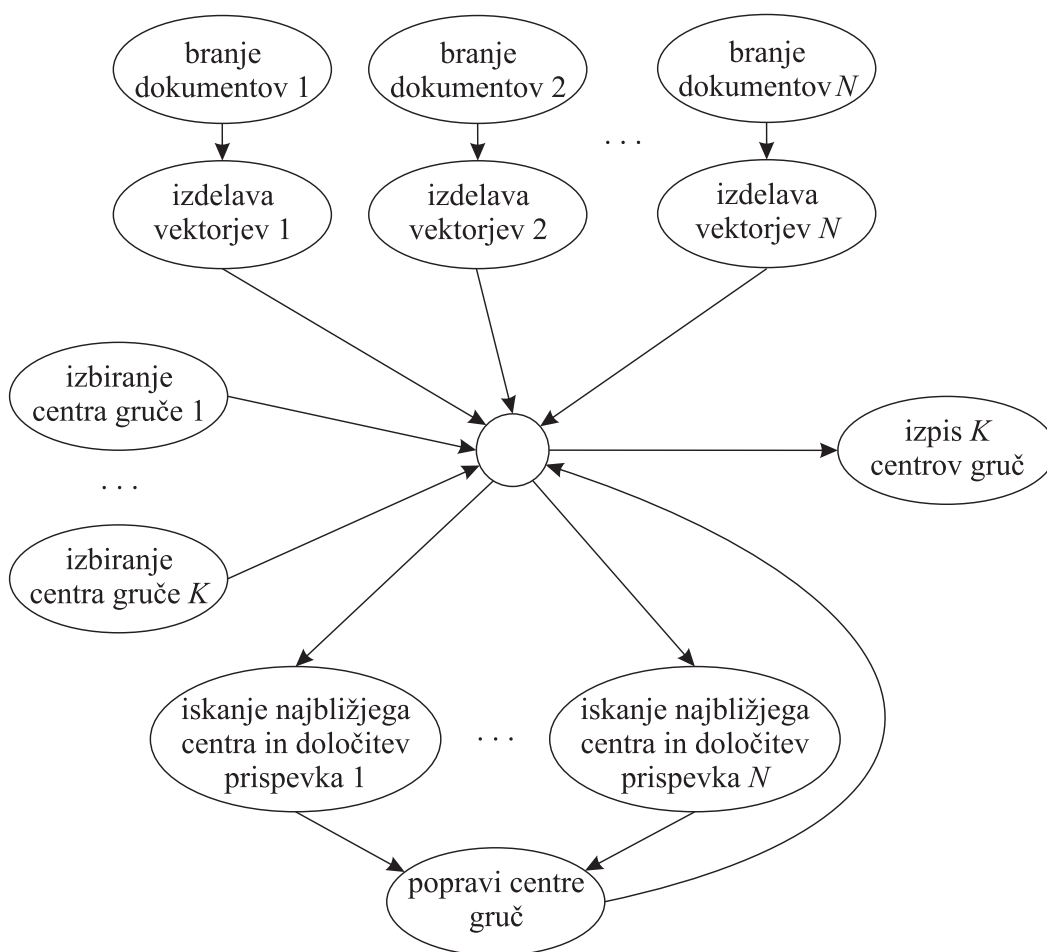 branje
dokumentov 1
branje
dokumentov 2
branje
dokumentov N
. . .
izdelava
vektorjev 1
izdelava
vektorjev 2
izdelava
vektorjev N
izbiranje
centra gruče 1
. . .
izbiranje
centra gruče K
izpis K
centrov gruč
iskanje najbližjega
centra in določitev
prispevka 1
. . .
iskanje najbližjega
centra in določitev
prispevka N
popravi centre
gruč